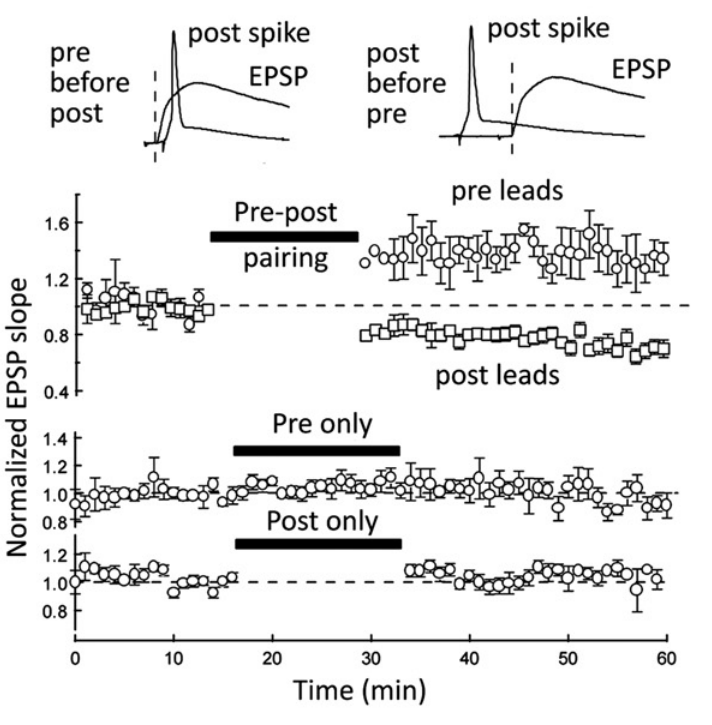 pre
before
post
post spike
EPSP
post
before
pre
post spike
EPSP
Normalized EPSP slope
1.6
1.2
0.8
0.4
Pre-post
pairing
pre leads
post leads
1.4
1.2
1.0
0.8
Pre only
1.2
1.0
0.8
Post only
0
10
20
30
40
50
60
Time (min)